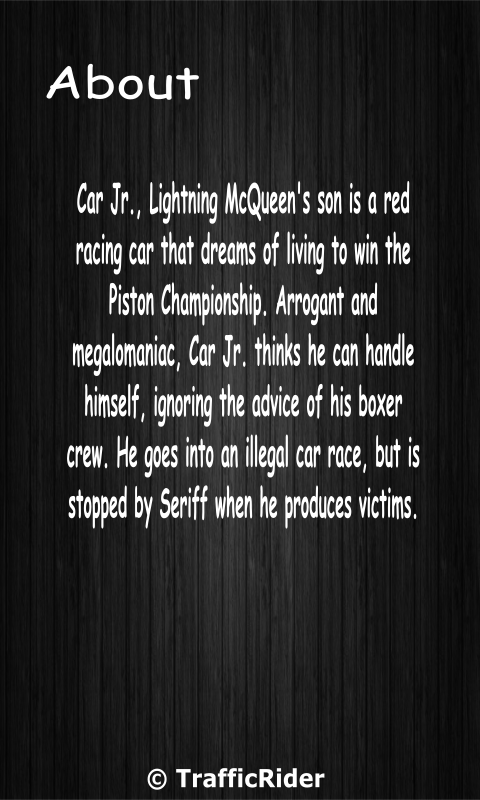 About
Car Jr., Lightning McQueen's son is a red
racing car that dreams of living to win the
Piston Championship. Arrogant and
megalomaniac, Car Jr. thinks he can handle
himself, ignoring the advice of his boxer
crew. He goes into an illegal car race, but is
stopped by Seriff when he produces victims.
© TrafficRider